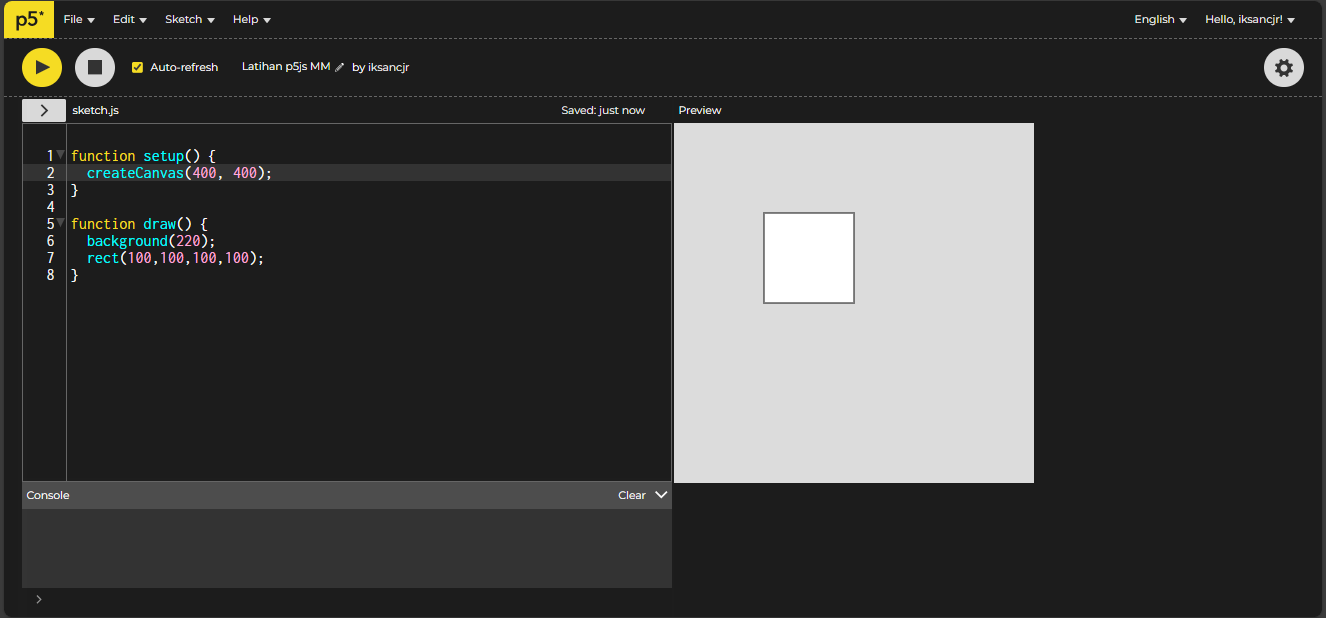 p5* File Edit Sketch Help English Hello, iksancjr!
Auto-refresh Latihan p5js MM by iksancjr
sketch.js Saved: just now Preview
1 function setup() {
2   createCanvas(400, 400);
3 }
4
5 function draw() {
6   background(220);
7   rect(100,100,100,100);
8 }
Console Clear
>